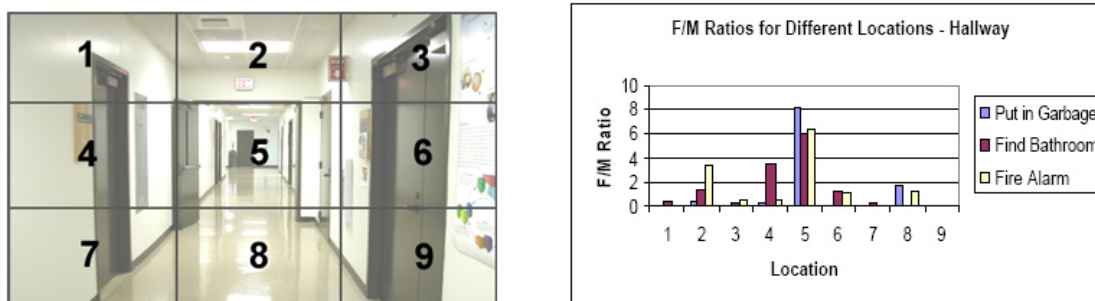 1 2 3
4 5 6
7 8 9
EXIT
F/M Ratios for Different Locations - Hallway
F/M Ratio
10
8
6
4
2
0
1 2 3 4 5 6 7 8 9
Location
Put in Garbage
Find Bathroom
Fire Alarm